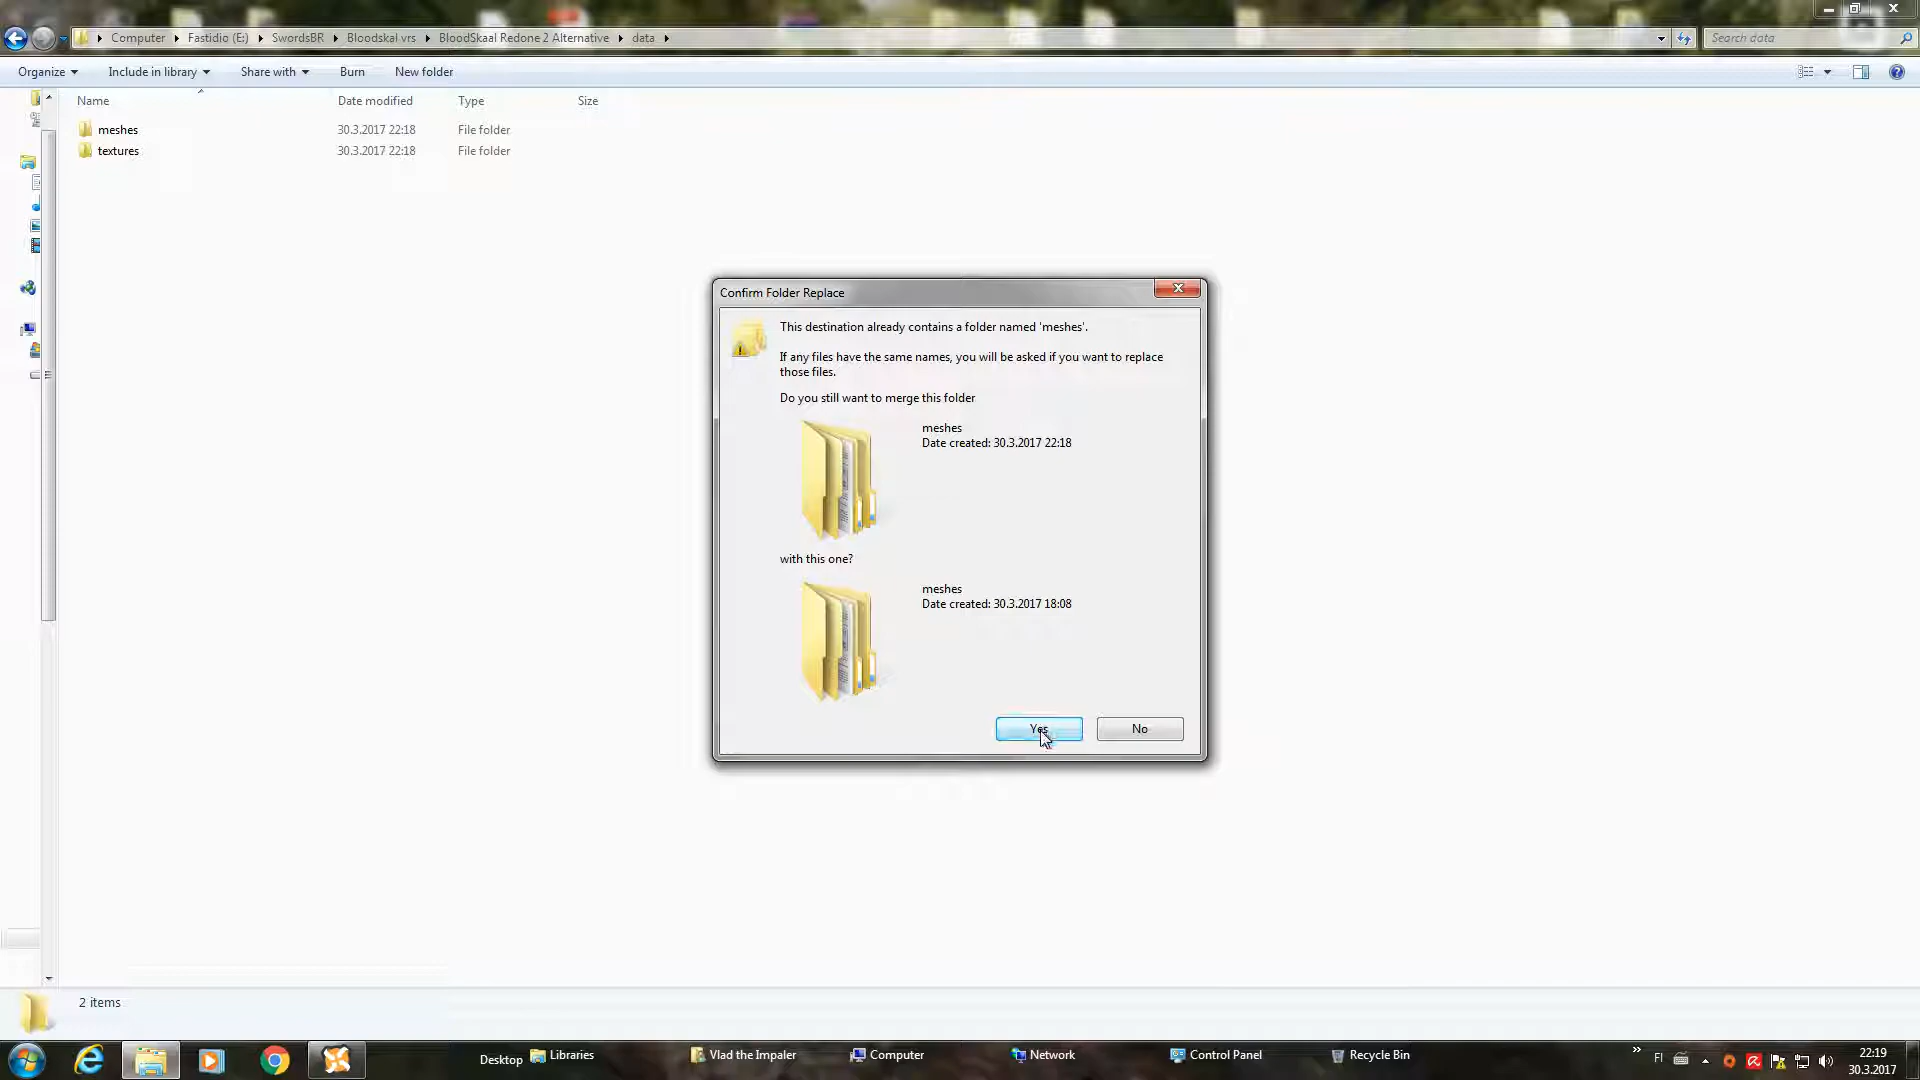 Computer Fastidio (E:) SwordsBR Bloodskal vrs BloodSkaal Redone 2 Alternative data
Search data
Organize Include in library Share with Burn New folder
Name Date modified Type Size
meshes 30.3.2017 22:18 File folder
textures 30.3.2017 22:18 File folder
Confirm Folder Replace
This destination already contains a folder named 'meshes'.
If any files have the same names, you will be asked if you want to replace
those files.
Do you still want to merge this folder
meshes
Date created: 30.3.2017 22:18
with this one?
meshes
Date created: 30.3.2017 18:08
Yes No
2 items
Desktop Libraries Vlad the Impaler Computer Network Control Panel Recycle Bin
FI
22:19
30.3.2017